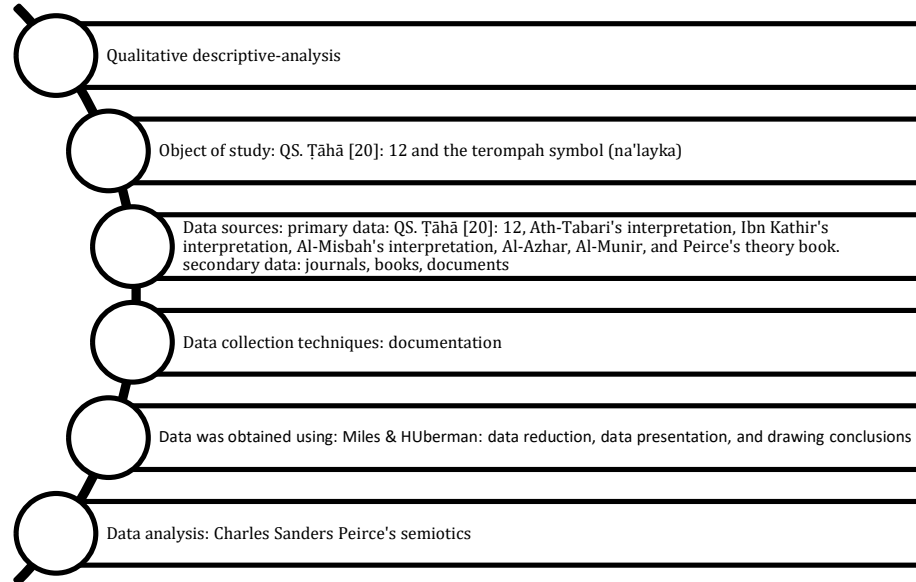 Qualitative descriptive-analysis
Object of study: QS. Ṭāhā [20]: 12 and the terompah symbol (na'layka)
Data sources: primary data: QS. Ṭāhā [20]: 12, Ath-Tabari's interpretation, Ibn Kathir's
interpretation, Al-Misbah's interpretation, Al-Azhar, Al-Munir, and Peirce's theory book.
secondary data: journals, books, documents
Data collection techniques: documentation
Data was obtained using: Miles & HUberman: data reduction, data presentation, and drawing conclusions
Data analysis: Charles Sanders Peirce's semiotics